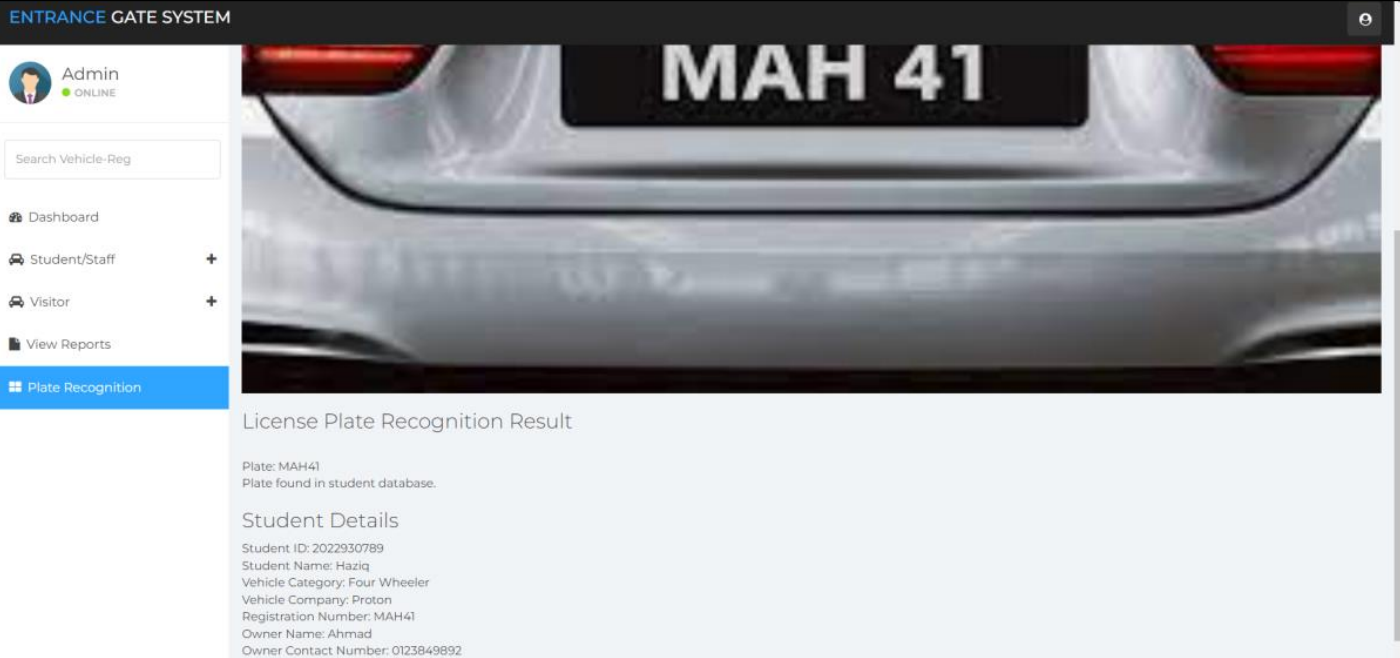 ENTRANCE GATE SYSTEM
Admin
ONLINE
Search Vehicle-Reg
Dashboard
Student/Staff
Visitor
View Reports
Plate Recognition
MAH 41
License Plate Recognition Result
Plate: MAH41
Plate found in student database.
Student Details
Student ID: 2022930789
Student Name: Haziq
Vehicle Category: Four Wheeler
Vehicle Company: Proton
Registration Number: MAH41
Owner Name: Ahmad
Owner Contact Number: 0123849892